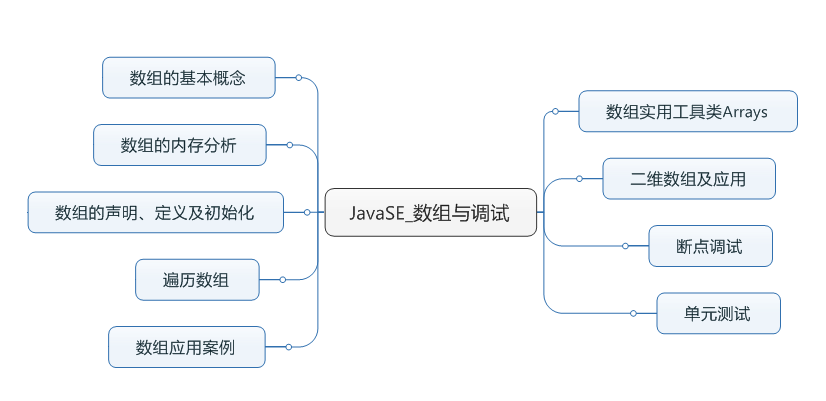 数组的基本概念
数组的内存分析
数组的声明、定义及初始化
遍历数组
数组应用案例
JavaSE_数组与调试
数组实用工具类Arrays
二维数组及应用
断点调试
单元测试